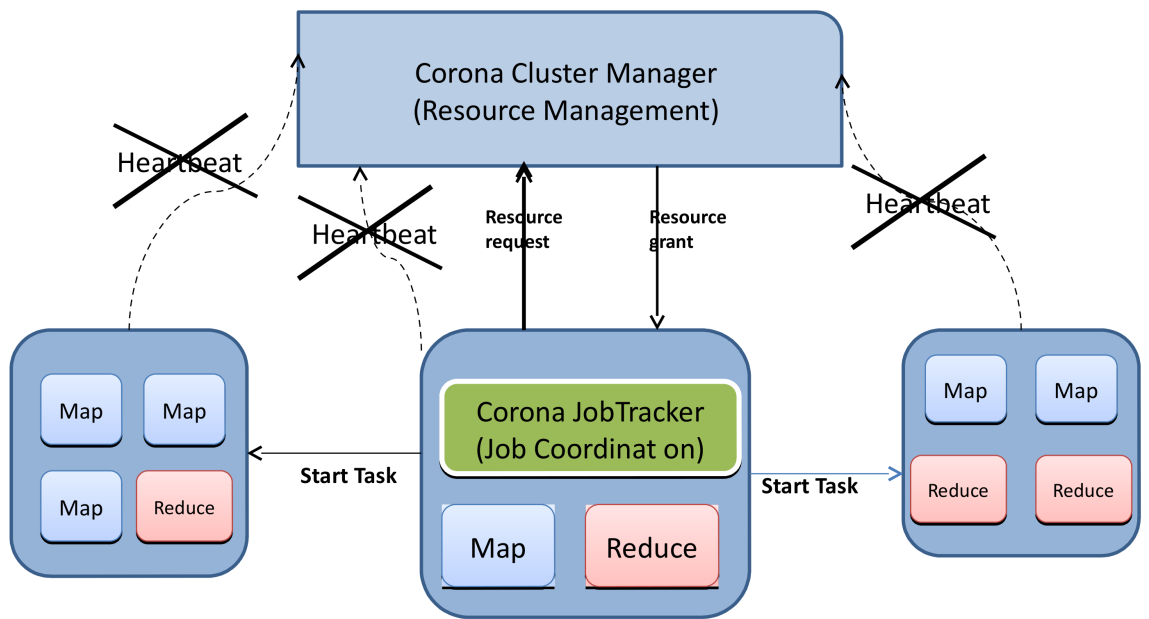 Corona Cluster Manager
(Resource Management)
Heartbeat
Heartbeat
Resource
request
Resource
grant
Heartbeat
Map
Map
Map
Reduce
Start Task
Corona JobTracker
(Job Coordinat on)
Map
Reduce
Start Task
Map
Map
Reduce
Reduce